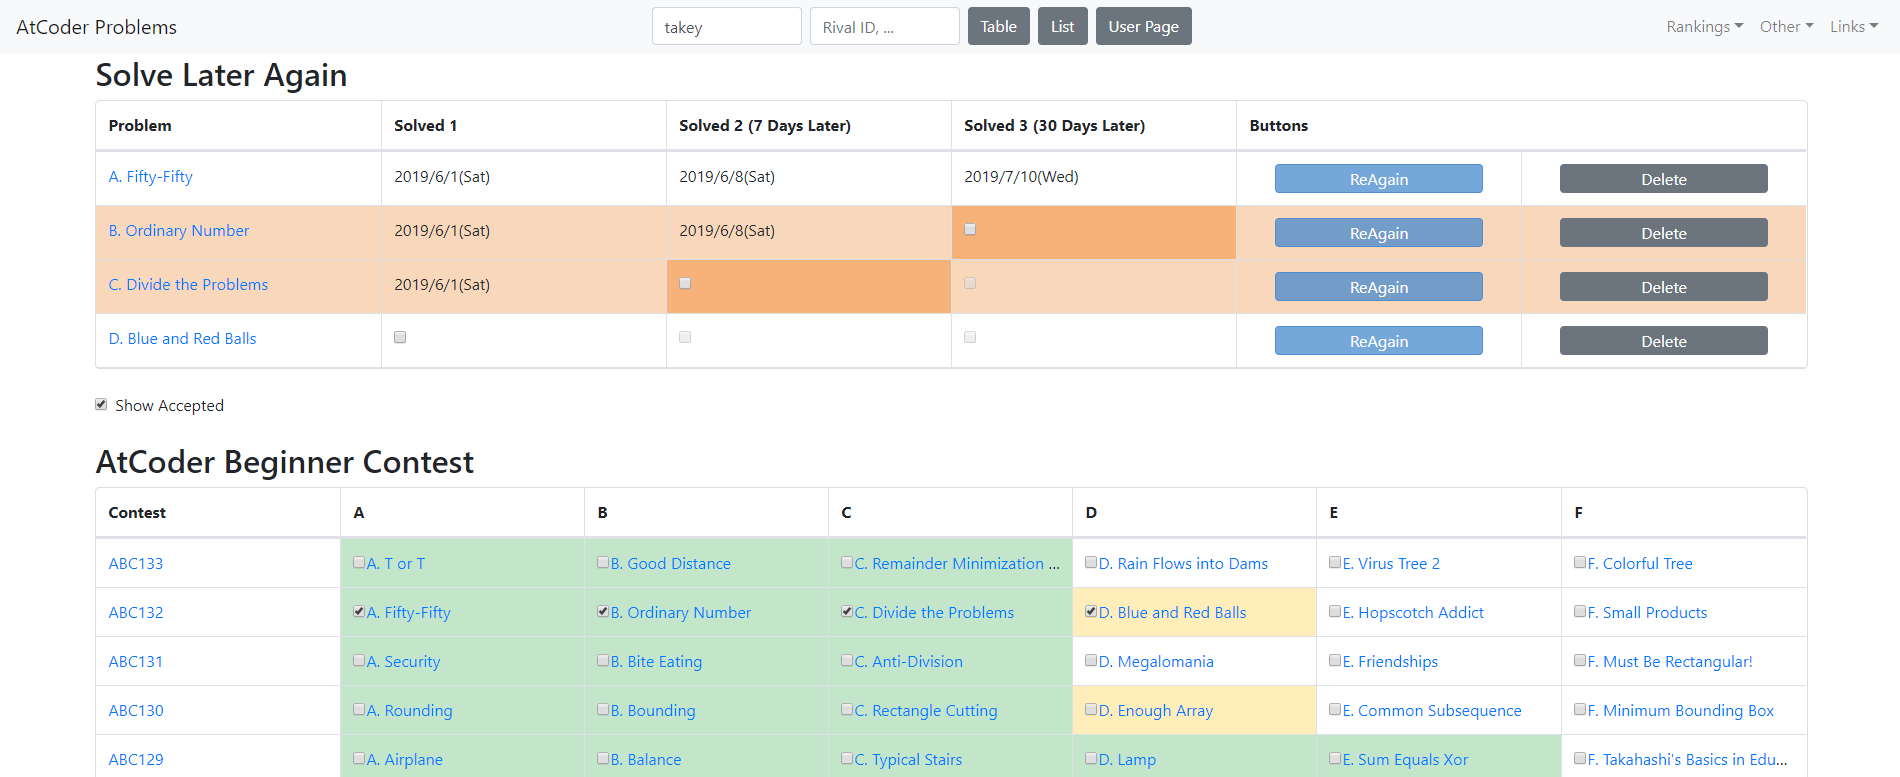 AtCoder Problems takey Rival ID, ... Table List User Page Rankings Other Links
Solve Later Again
Problem Solved 1 Solved 2 (7 Days Later) Solved 3 (30 Days Later) Buttons
A. Fifty-Fifty 2019/6/1(Sat) 2019/6/8(Sat) 2019/7/10(Wed) ReAgain Delete
B. Ordinary Number 2019/6/1(Sat) 2019/6/8(Sat) ReAgain Delete
C. Divide the Problems 2019/6/1(Sat) ReAgain Delete
D. Blue and Red Balls ReAgain Delete
Show Accepted
AtCoder Beginner Contest
Contest A B C D E F
ABC133 A. T or T B. Good Distance C. Remainder Minimization ... D. Rain Flows into Dams E. Virus Tree 2 F. Colorful Tree
ABC132 A. Fifty-Fifty B. Ordinary Number C. Divide the Problems D. Blue and Red Balls E. Hopscotch Addict F. Small Products
ABC131 A. Security B. Bite Eating C. Anti-Division D. Megalomania E. Friendships F. Must Be Rectangular!
ABC130 A. Rounding B. Bounding C. Rectangle Cutting D. Enough Array E. Common Subsequence F. Minimum Bounding Box
ABC129 A. Airplane B. Balance C. Typical Stairs D. Lamp E. Sum Equals Xor F. Takahashi's Basics in Edu...